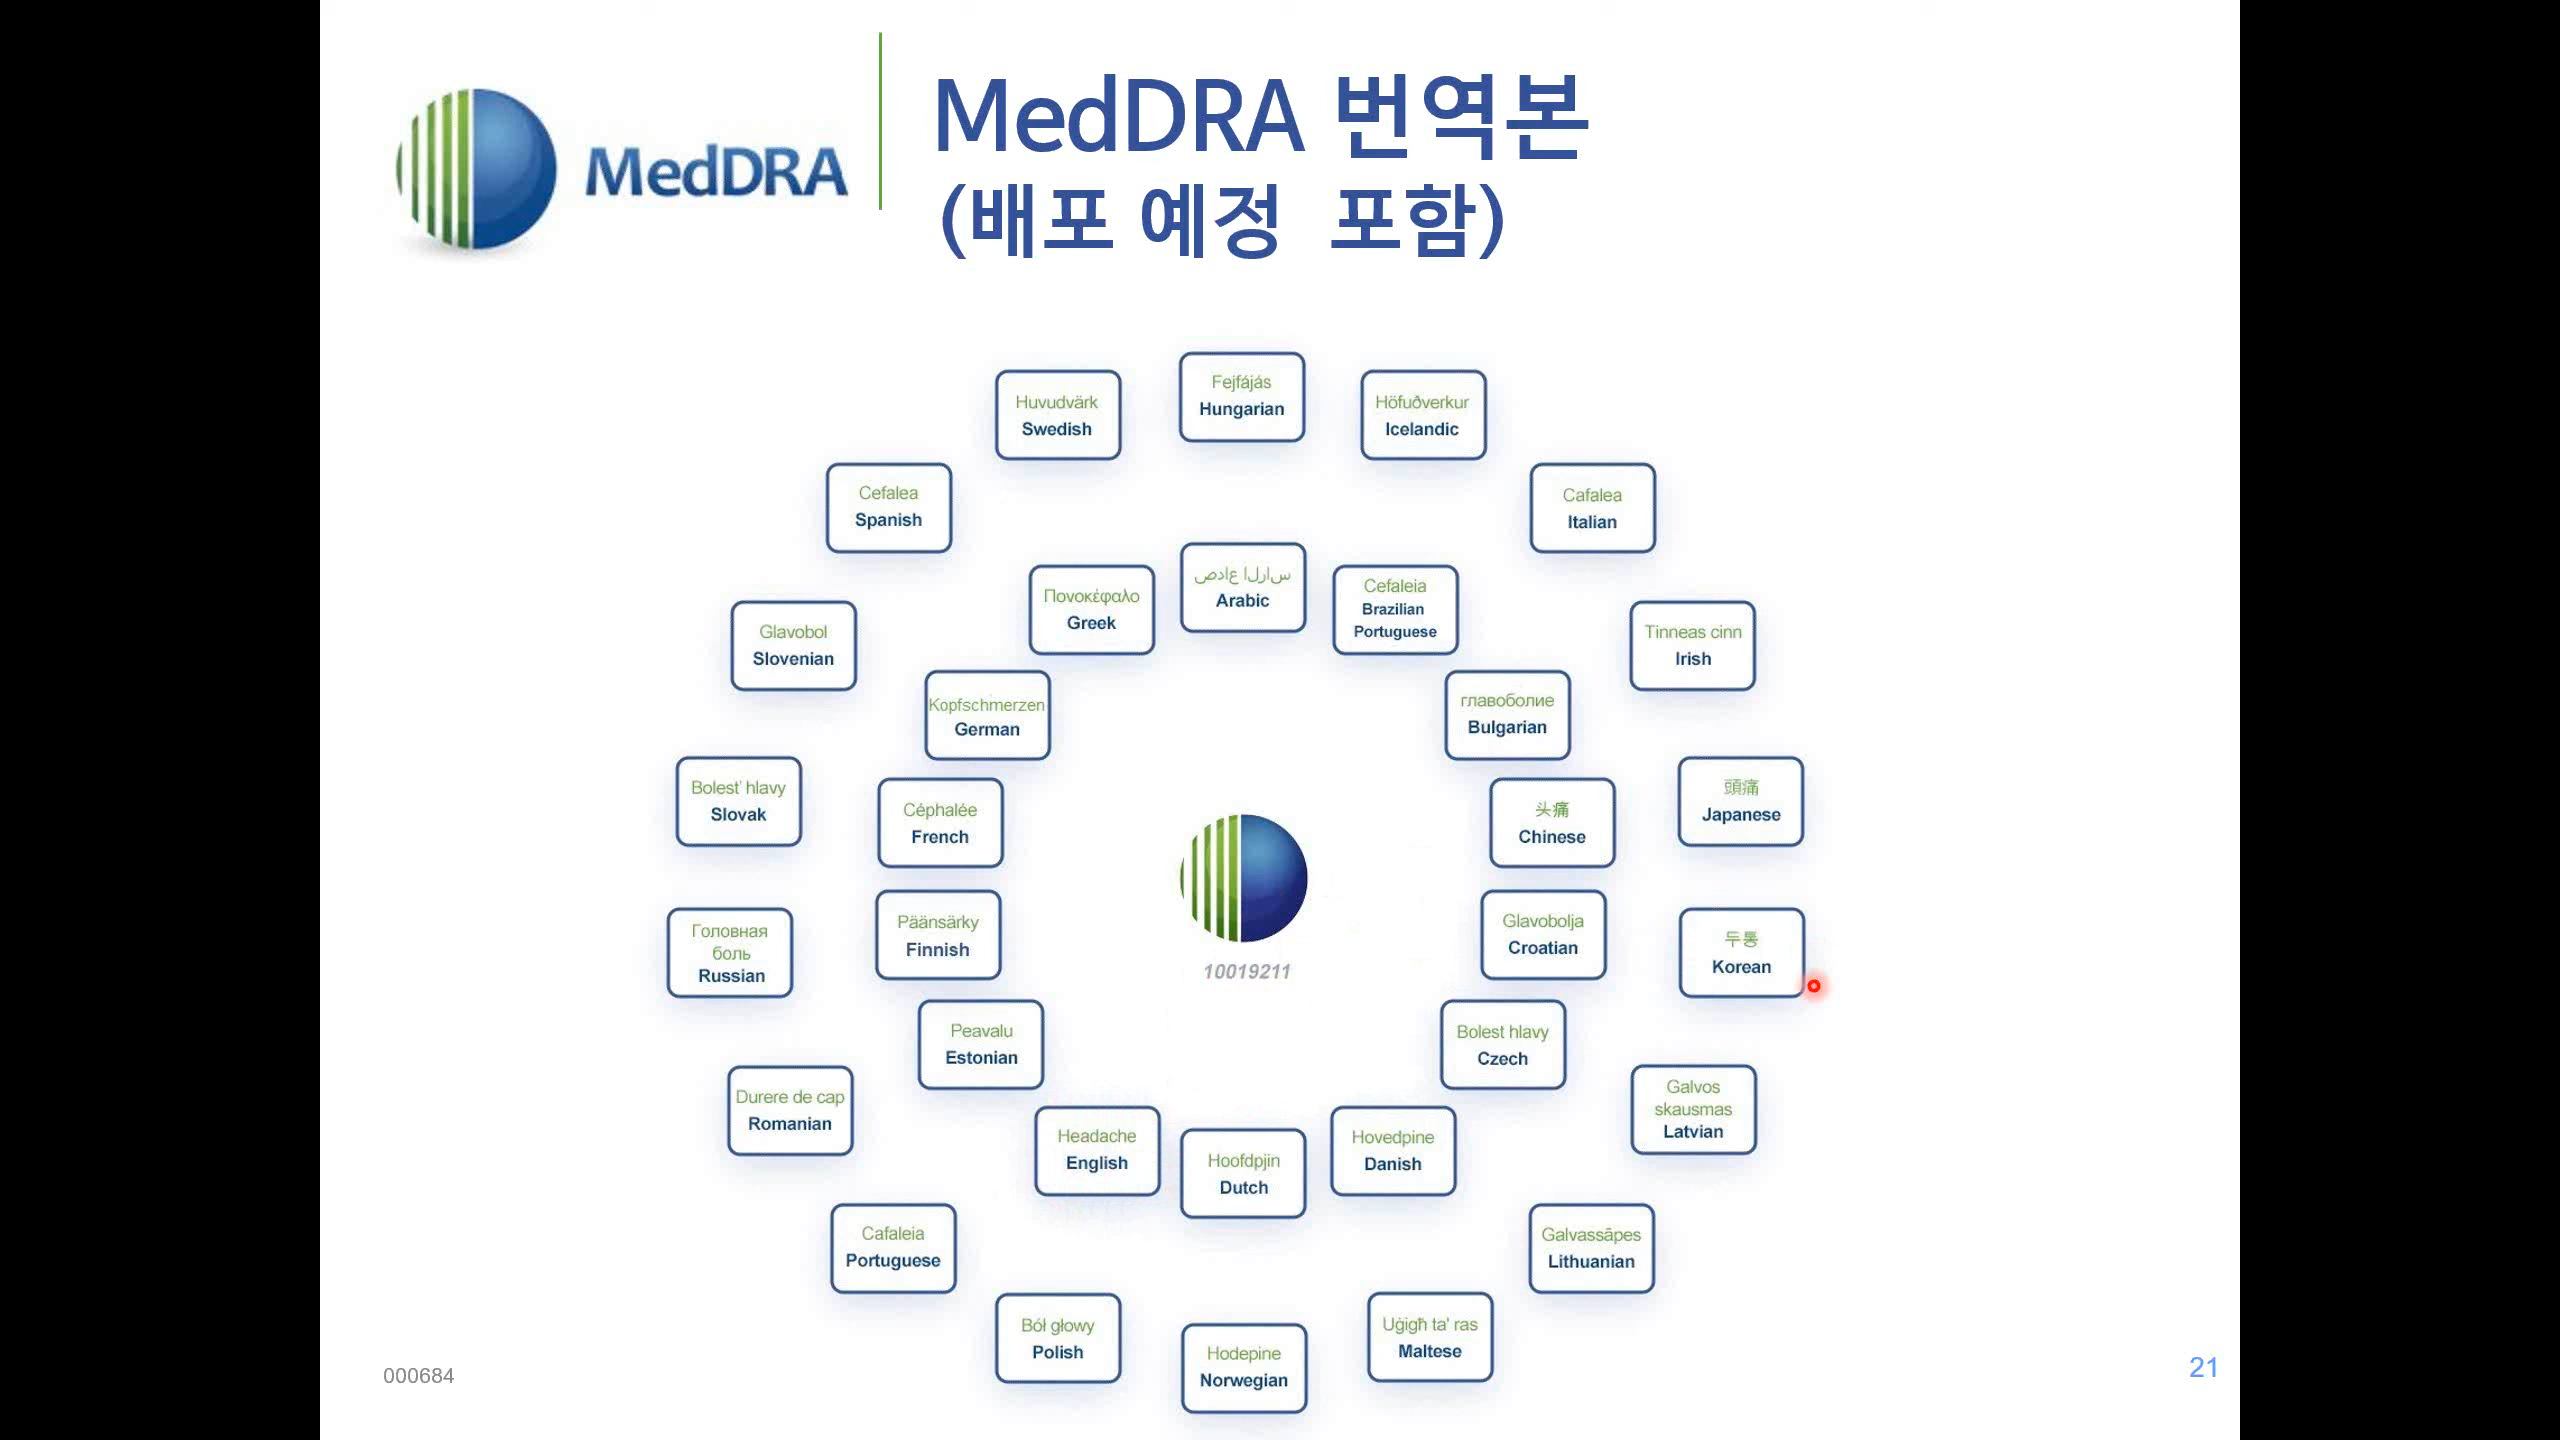 MedDRA
MedDRA 번역본
(배포 예정 포함)
Fejfájás
Hungarian
Höfuðverkur
Icelandic
Cafalea
Italian
Tinneas cinn
Irish
頭痛
Japanese
두통
Korean
Galvos
skausmas
Latvian
Galvassāpes
Lithuanian
Uġigħ ta' ras
Maltese
Hodepine
Norwegian
Ból głowy
Polish
Cafaleia
Portuguese
Durere de cap
Romanian
Головная
боль
Russian
Bolesť hlavy
Slovak
Glavobol
Slovenian
Cefalea
Spanish
Huvudvärk
Swedish
صداع الراس
Arabic
Cefaleia
Brazilian
Portuguese
главоболие
Bulgarian
头痛
Chinese
Glavobolja
Croatian
Bolest hlavy
Czech
Hovedpine
Danish
Hoofdpjin
Dutch
Headache
English
Peavalu
Estonian
Päänsärky
Finnish
Céphalée
French
Kopfschmerzen
German
Πονοκέφαλο
Greek
10019211
000684
21